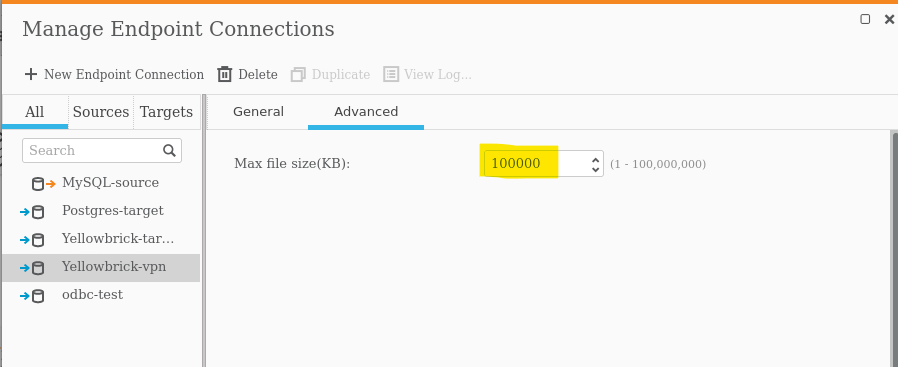 Manage Endpoint Connections
New Endpoint Connection Delete Duplicate View Log...
All Sources Targets
General Advanced
Search
Max file size(KB): 100000 (1 - 100,000,000)
MySQL-source
Postgres-target
Yellowbrick-tar...
Yellowbrick-vpn
odbc-test